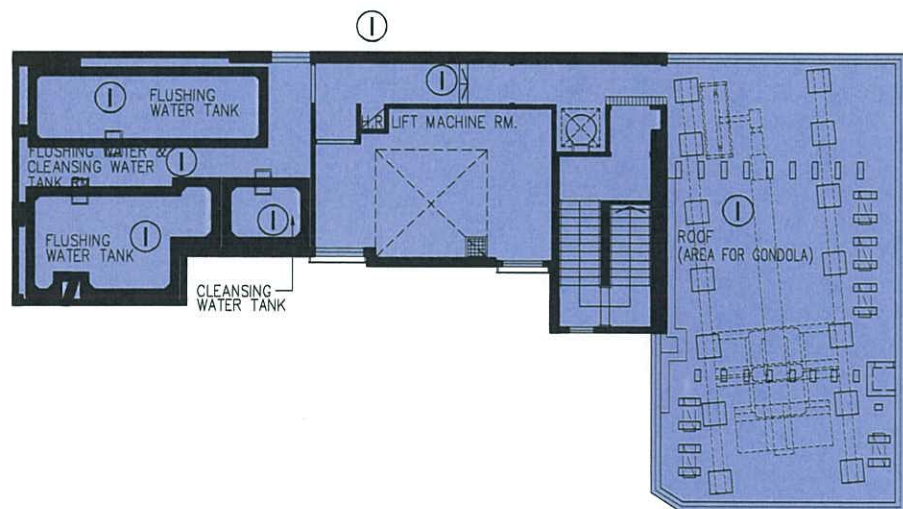 I
I
FLUSHING
WATER TANK
I
H.R.
LIFT MACHINE RM.
FLUSHING WATER &
CLEANSING WATER
TANK RM
I
I
FLUSHING
WATER TANK
I
I
ROOF
(AREA FOR GONDOLA)
CLEANSING
WATER TANK